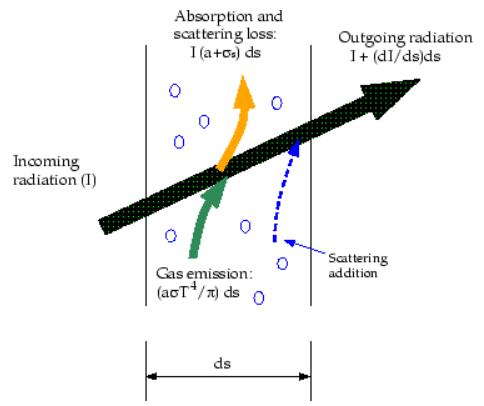 Absorption and
scattering loss:
I (a+σₛ) ds
Outgoing radiation
I + (dI/ds)ds
Incoming
radiation (I)
Scattering
addition
Gas emission:
(aσT⁴/π) ds
ds